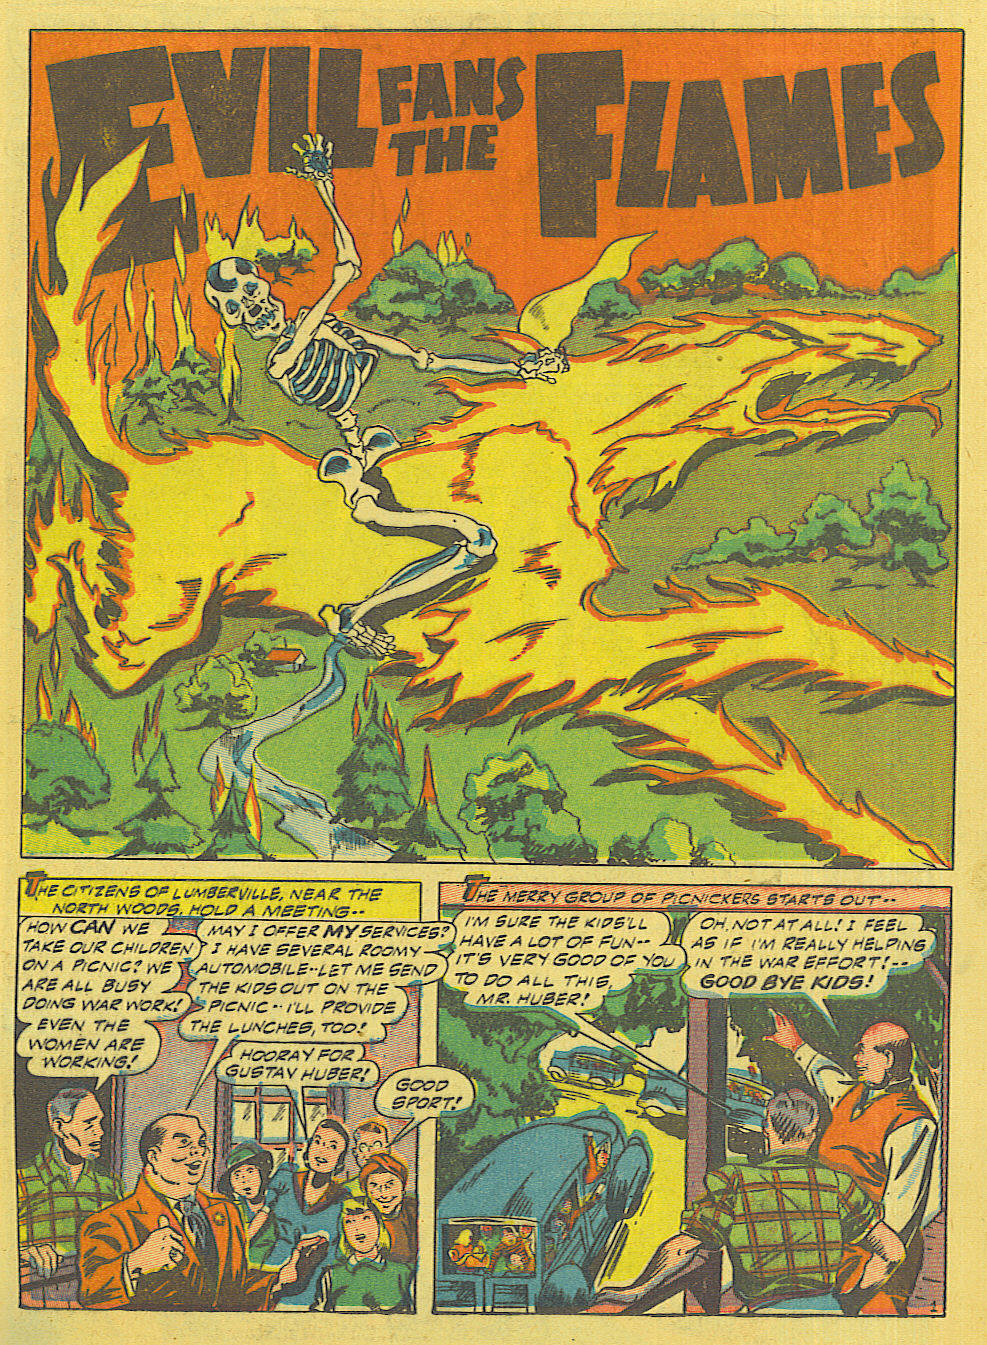 EVIL FANS THE FLAMES
THE CITIZENS OF LUMBERVILLE, NEAR THE
NORTH WOODS, HOLD A MEETING--
HOW CAN WE
TAKE OUR CHILDREN
ON A PICNIC? WE
ARE ALL BUSY
DOING WAR WORK!
EVEN THE
WOMEN ARE
WORKING!
MAY I OFFER MY SERVICES?
I HAVE SEVERAL ROOMY
AUTOMOBILE--LET ME SEND
THE KIDS OUT ON THE
PICNIC--I'LL PROVIDE
THE LUNCHES, TOO!
HOORAY FOR
GUSTAV HUBER!
GOOD
SPORT!
THE MERRY GROUP OF PICNICKERS STARTS OUT--
I'M SURE THE KIDS'LL
HAVE A LOT OF FUN--
IT'S VERY GOOD OF YOU
TO DO ALL THIS,
MR. HUBER!
OH, NOT AT ALL! I FEEL
AS IF I'M REALLY HELPING
IN THE WAR EFFORT!--
GOOD BYE KIDS!
1